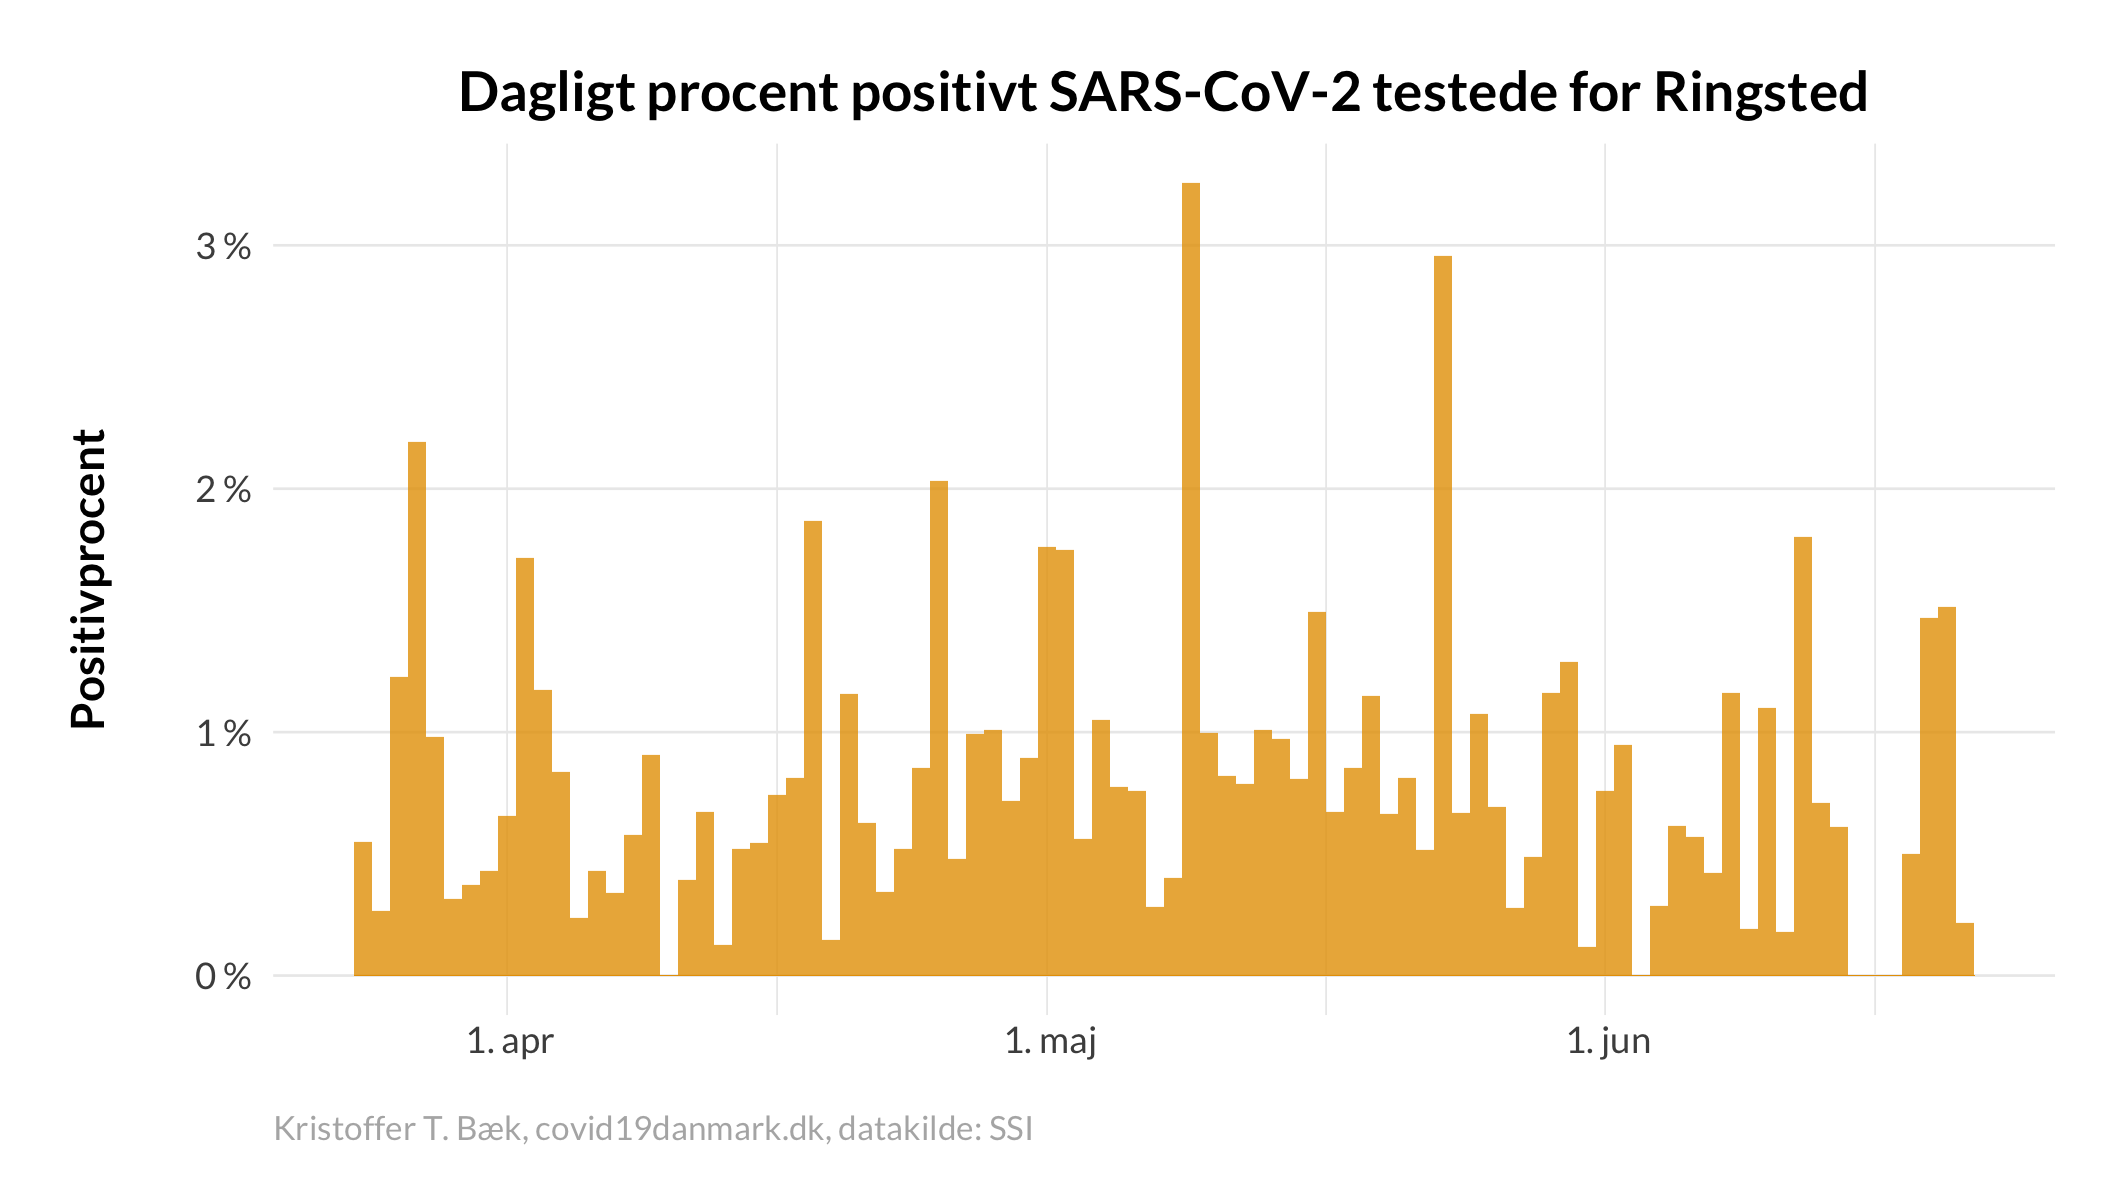 Dagligt procent positivt SARS-CoV-2 testede for Ringsted
Positivprocent
3 %
2 %
1 %
0 %
1. apr
1. maj
1. jun
Kristoffer T. Bæk, covid19danmark.dk, datakilde: SSI